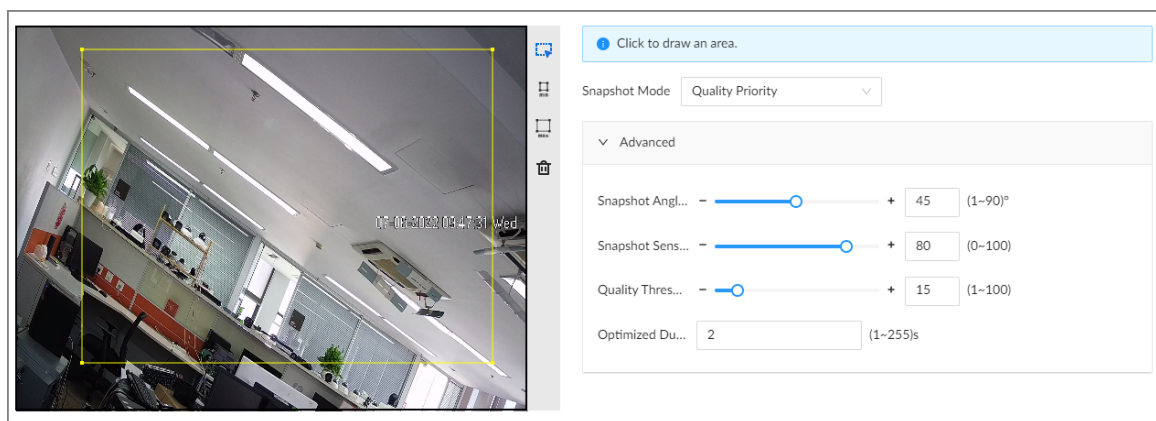 Click to draw an area.
Snapshot Mode Quality Priority
Advanced
Snapshot Angl... − + 45 (1~90)°
07-06-2022 09:47:31 Wed
Snapshot Sens... − + 80 (0~100)
Quality Thres... − + 15 (1~100)
Optimized Du... 2 (1~255)s